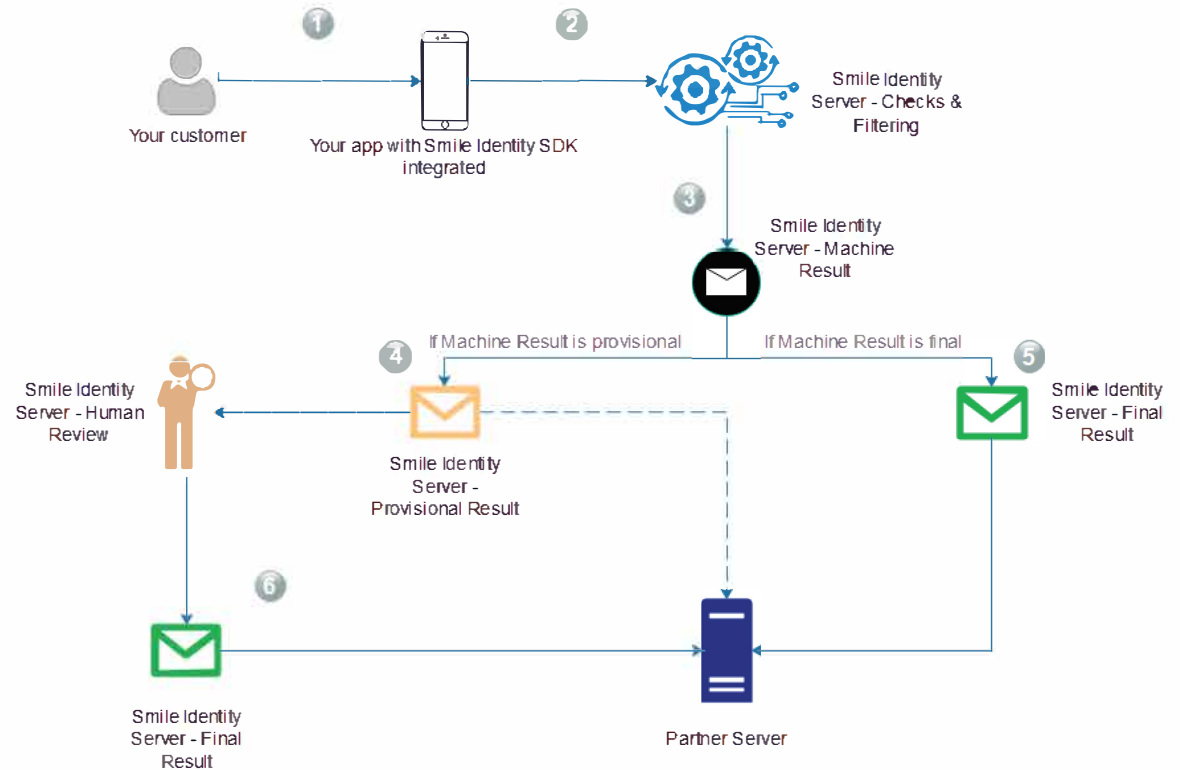 1
2
Your customer
Your app with Smile Identity SDK
integrated
Smile Identity
Server - Checks &
Filtering
3
Smile Identity
Server - Machine
Result
If Machine Result is provisional
If Machine Result is final
4
5
Smile Identity
Server - Human
Review
Smile Identity
Server -
Provisional Result
Smile Identity
Server - Final
Result
6
Smile Identity
Server - Final
Result
Partner Server